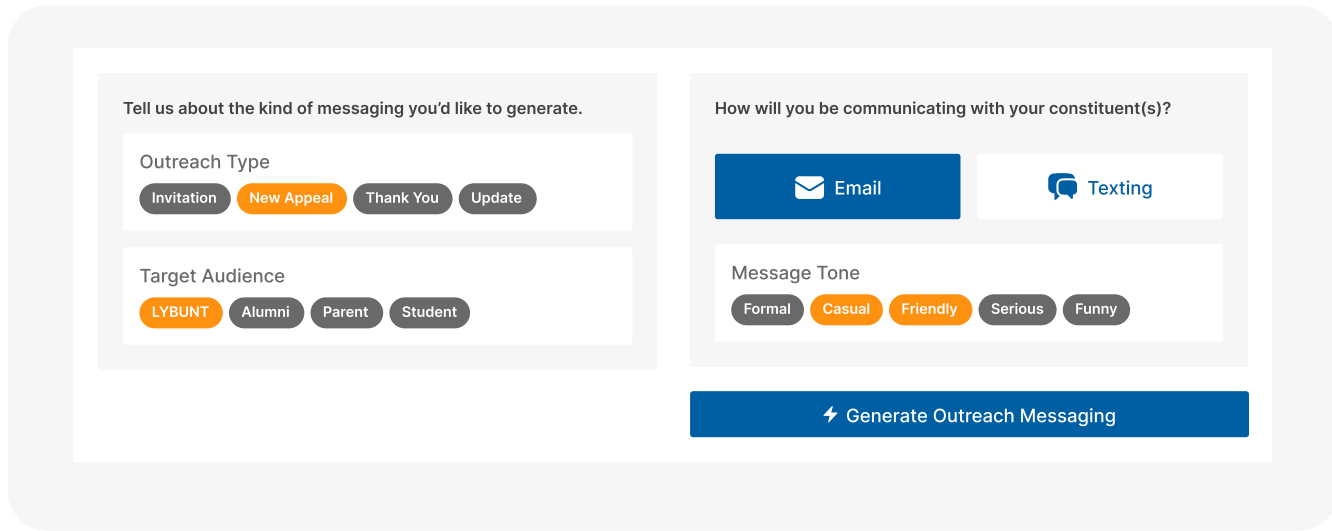 Tell us about the kind of messaging you’d like to generate.
Outreach Type
Invitation New Appeal Thank You Update
Target Audience
LYBUNT Alumni Parent Student
How will you be communicating with your constituent(s)?
Email Texting
Message Tone
Formal Casual Friendly Serious Funny
Generate Outreach Messaging